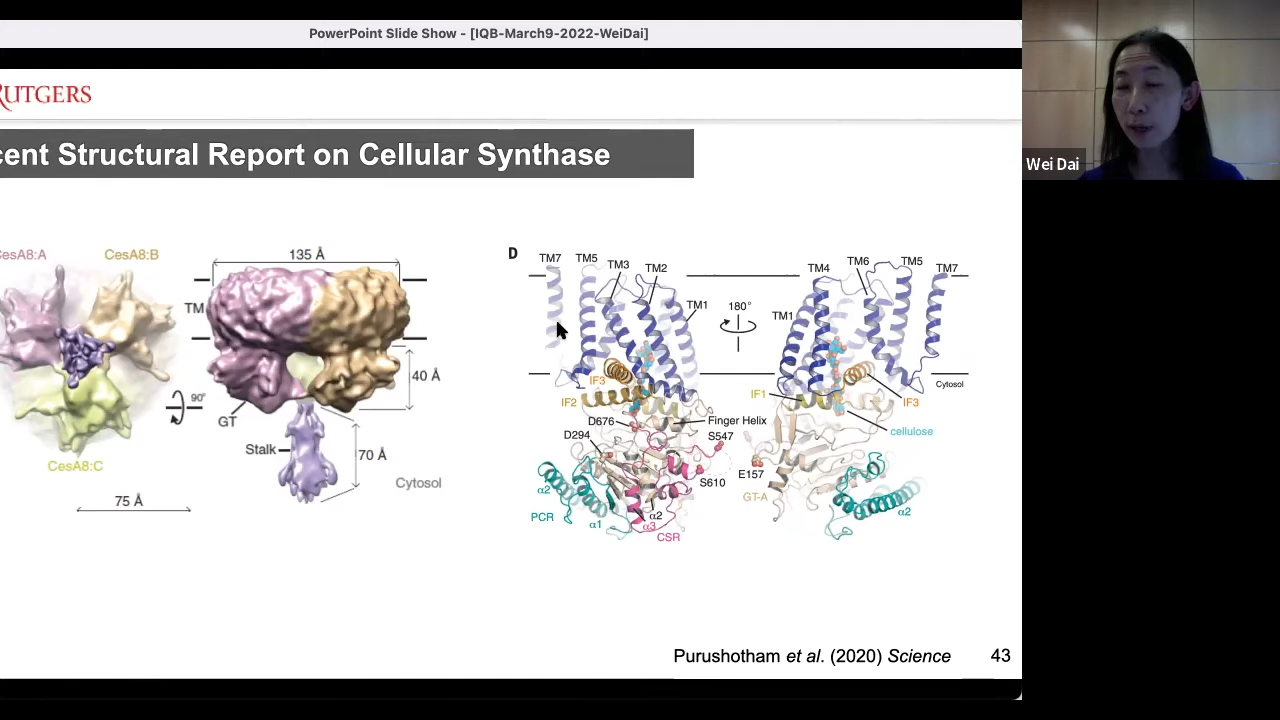 PowerPoint Slide Show - [IQB-March9-2022-WeiDai]
RUTGERS
cent Structural Report on Cellular Synthase
CesA8:A
CesA8:B
135 Å
TM
GT
90°
40 Å
Stalk
70 Å
CesA8:C
Cytosol
75 Å
D
TM7 TM5 TM3 TM2
TM1
IF3
IF2
D676
D294
Finger Helix
S547
S610
α2
PCR
α1
α2
α3
CSR
180°
TM4 TM6 TM5 TM7
TM1
Cytosol
IF1
IF3
cellulose
E157
GT-A
α2
Purushotham et al. (2020) Science
43
Wei Dai